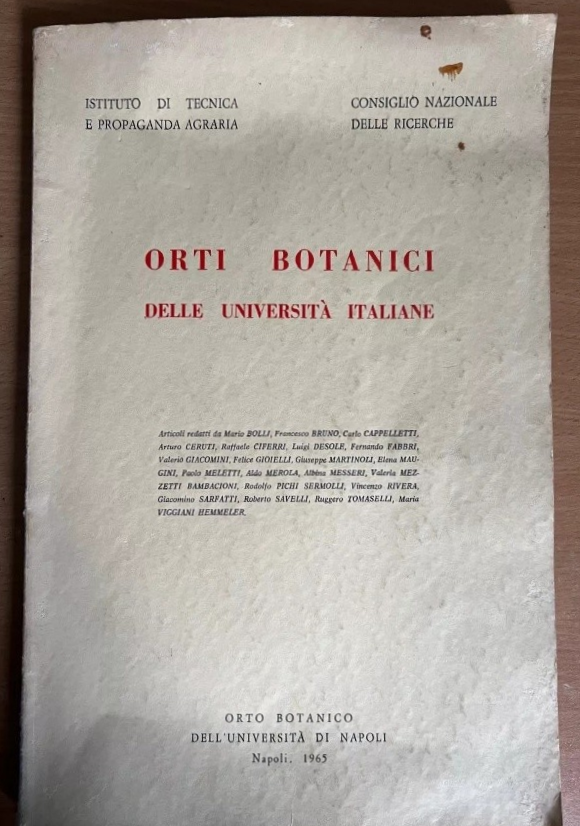 ISTITUTO DI TECNICA
E PROPAGANDA AGRARIA
CONSIGLIO NAZIONALE
DELLE RICERCHE
ORTI BOTANICI
DELLE UNIVERSITÀ ITALIANE
Articoli redatti da Mario BOLLI, Francesco BRUNO, Carlo CAPPELLETTI,
Arturo CERUTI, Raffaele CIFERRI, Luigi DESOLE, Fernando FABBRI,
Valerio GIACOMINI, Felice GIOIELLI, Giuseppe MARTINOLI, Elena MAU-
GINI, Paolo MELETTI, Aldo MEROLA, Albina MESSERI, Valeria MEZ-
ZETTI BAMBACIONI, Rodolfo PICHI SERMOLLI, Vincenzo RIVERA,
Giacomino SARFATTI, Roberto SAVELLI, Ruggero TOMASELLI, Maria
VIGGIANI HEMMELER.
ORTO BOTANICO
DELL'UNIVERSITÀ DI NAPOLI
Napoli, 1965